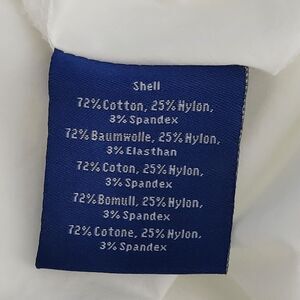 Shell
72% Cotton, 25% Nylon,
3% Spandex
72% Baumwolle, 25% Nylon,
3% Elasthan
72% Coton, 25% Nylon,
3% Spandex
72% Bomull, 25% Nylon,
3% Spandex
72% Cotone, 25% Nylon,
3% Spandex